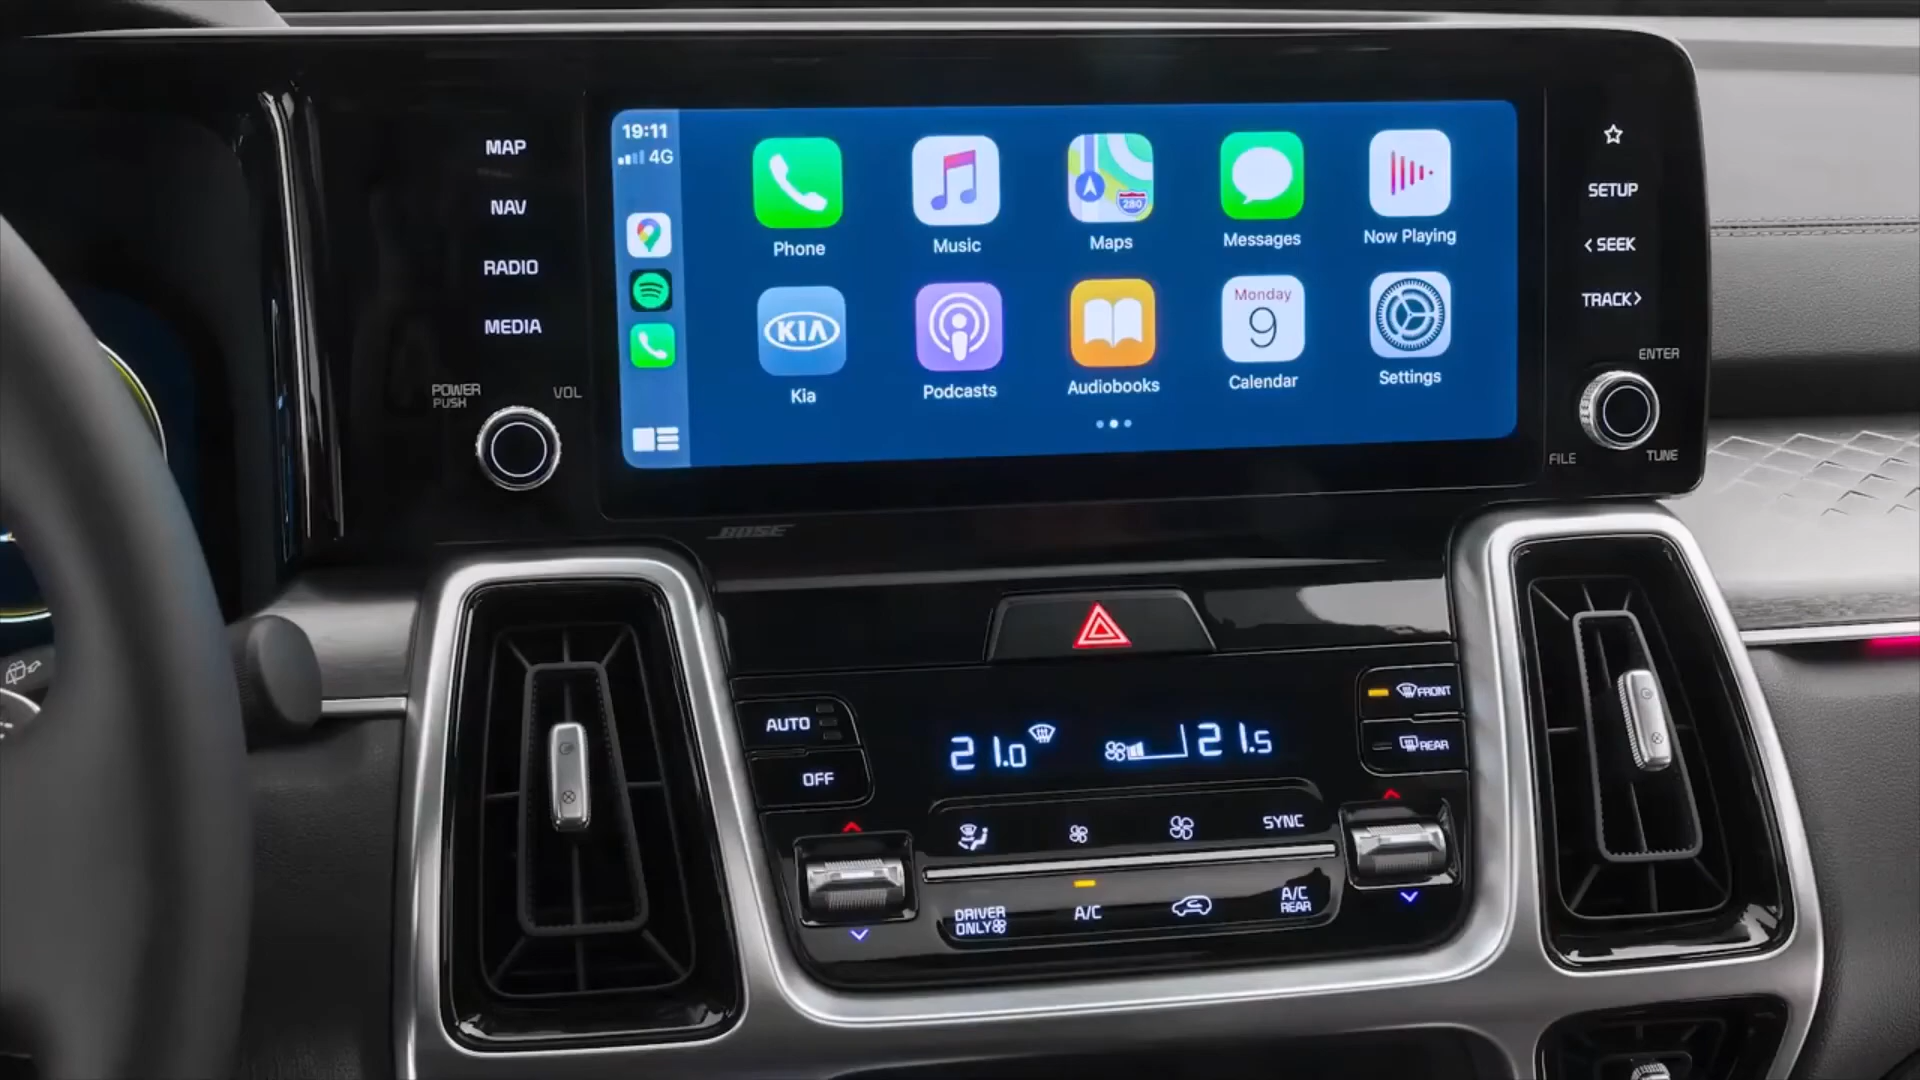 MAP
NAV
RADIO
MEDIA
POWER
PUSH
VOL
19:11
4G
Phone
Music
Maps
280
Messages
Now Playing
KIA
Kia
Podcasts
Audiobooks
Monday
9
Calendar
Settings
SETUP
< SEEK
TRACK >
ENTER
FILE
TUNE
BOSE
AUTO
OFF
21.0
21.5
FRONT
REAR
SYNC
DRIVER
ONLY
A/C
A/C
REAR